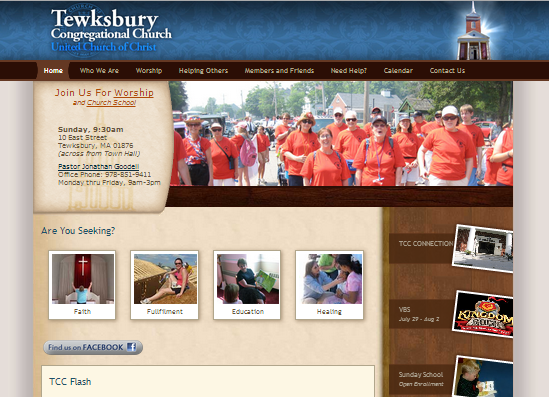 Tewksbury
Congregational Church
United Church of Christ
Home Who We Are Worship Helping Others Members and Friends Need Help? Calendar Contact Us
Join Us For Worship
and Church School
Sunday, 9:30am
10 East Street
Tewksbury, MA 01876
(across from Town Hall)
Pastor Jonathan Goodell
Office Phone: 978-851-9411
Monday thru Friday, 9am-3pm
Are You Seeking?
Faith Fullfilment Education Healing
Find us on FACEBOOK
TCC Flash
TCC CONNECTION
VBS
July 29 - Aug 2
KINGDOM
Sunday School
Open Enrollment